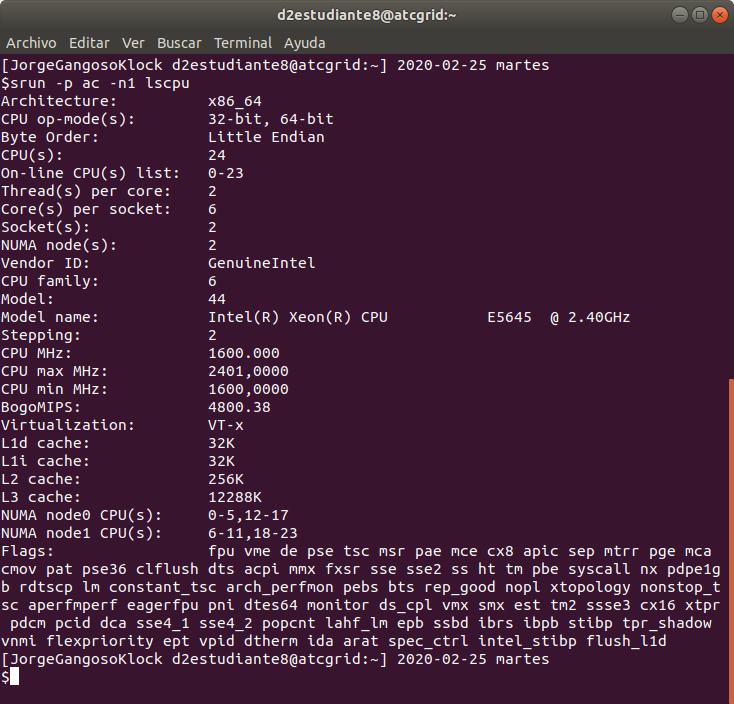 d2estudiante8@atcgrid:~
Archivo Editar Ver Buscar Terminal Ayuda
[JorgeGangosoKlock d2estudiante8@atcgrid:~] 2020-02-25 martes
$srun -p ac -n1 lscpu
Architecture:          x86_64
CPU op-mode(s):        32-bit, 64-bit
Byte Order:            Little Endian
CPU(s):                24
On-line CPU(s) list:   0-23
Thread(s) per core:    2
Core(s) per socket:    6
Socket(s):             2
NUMA node(s):          2
Vendor ID:             GenuineIntel
CPU family:            6
Model:                 44
Model name:            Intel(R) Xeon(R) CPU           E5645  @ 2.40GHz
Stepping:              2
CPU MHz:               1600.000
CPU max MHz:           2401,0000
CPU min MHz:           1600,0000
BogoMIPS:              4800.38
Virtualization:        VT-x
L1d cache:             32K
L1i cache:             32K
L2 cache:              256K
L3 cache:              12288K
NUMA node0 CPU(s):     0-5,12-17
NUMA node1 CPU(s):     6-11,18-23
Flags:                 fpu vme de pse tsc msr pae mce cx8 apic sep mtrr pge mca
cmov pat pse36 clflush dts acpi mmx fxsr sse sse2 ss ht tm pbe syscall nx pdpe1g
b rdtscp lm constant_tsc arch_perfmon pebs bts rep_good nopl xtopology nonstop_t
sc aperfmperf eagerfpu pni dtes64 monitor ds_cpl vmx smx est tm2 ssse3 cx16 xtpr
pdcm pcid dca sse4_1 sse4_2 popcnt lahf_lm epb ssbd ibrs ibpb stibp tpr_shadow
vnmi flexpriority ept vpid dtherm ida arat spec_ctrl intel_stibp flush_l1d
[JorgeGangosoKlock d2estudiante8@atcgrid:~] 2020-02-25 martes
$